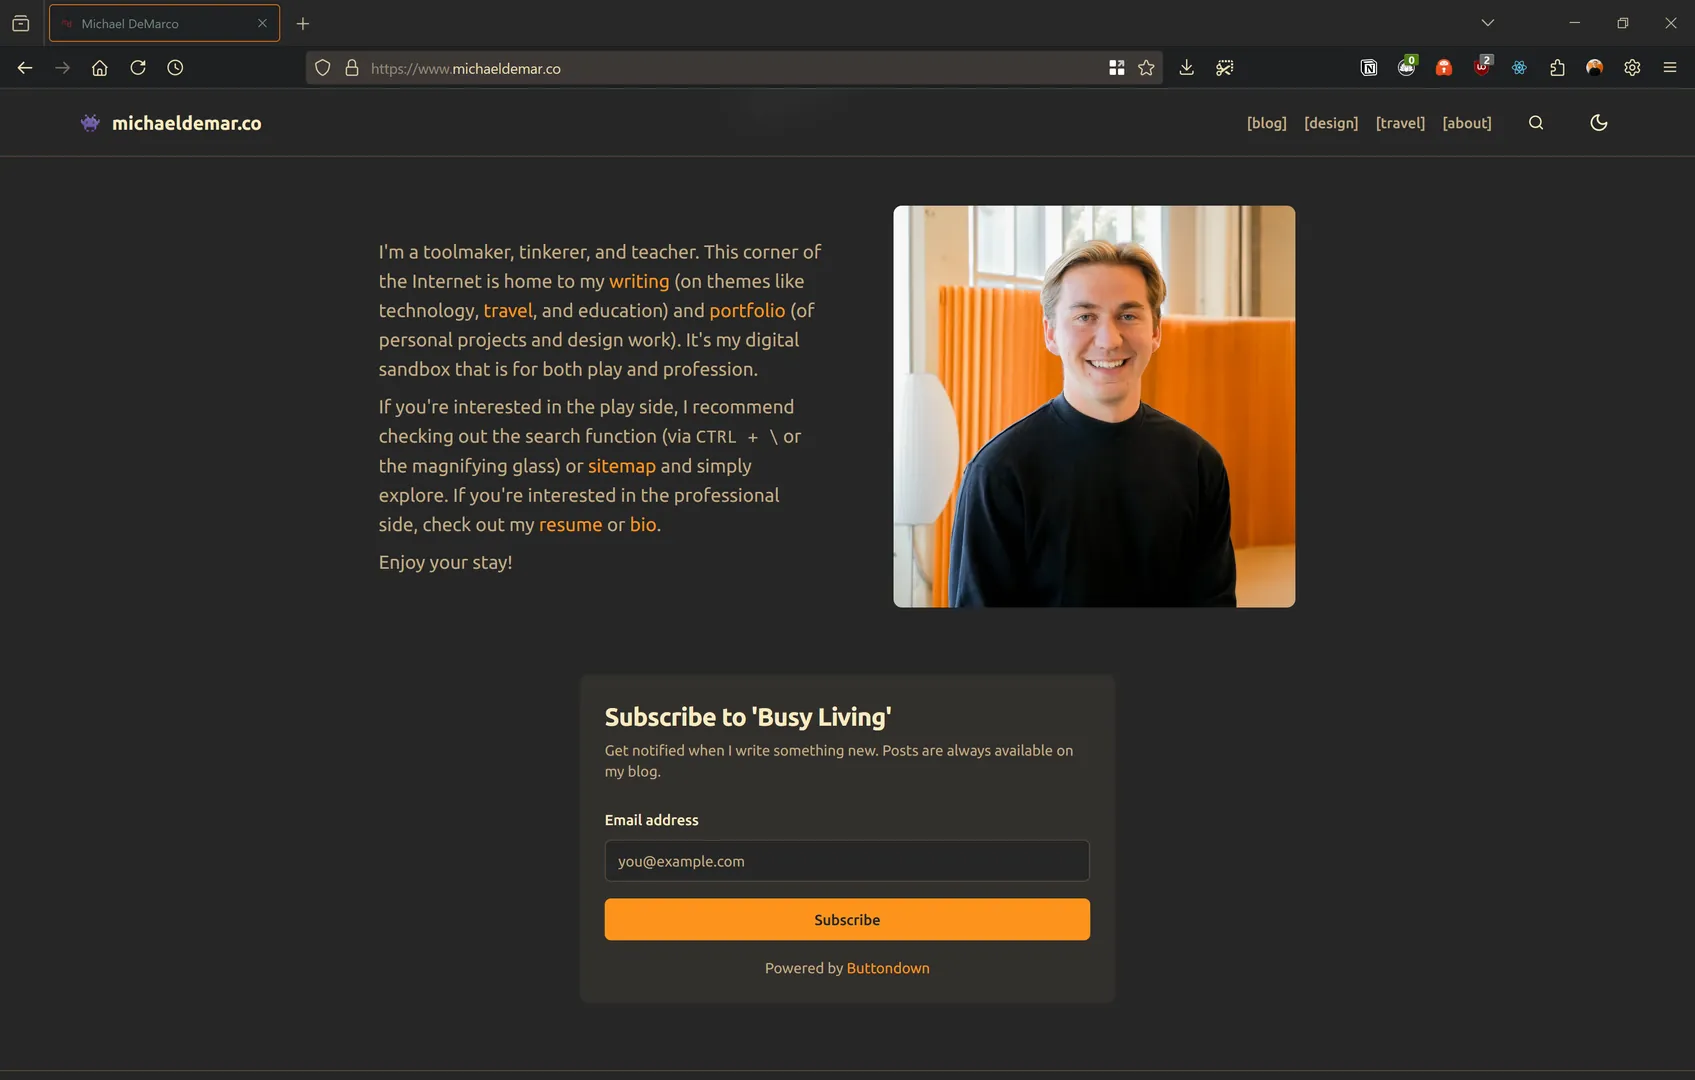 Michael DeMarco
https://www.michaeldemar.co
0
2
michaeldemar.co
[blog] [design] [travel] [about]
I'm a toolmaker, tinkerer, and teacher. This corner of
the Internet is home to my writing (on themes like
technology, travel, and education) and portfolio (of
personal projects and design work). It's my digital
sandbox that is for both play and profession.
If you're interested in the play side, I recommend
checking out the search function (via CTRL + \ or
the magnifying glass) or sitemap and simply
explore. If you're interested in the professional
side, check out my resume or bio.
Enjoy your stay!
Subscribe to 'Busy Living'
Get notified when I write something new. Posts are always available on
my blog.
Email address
you@example.com
Subscribe
Powered by Buttondown